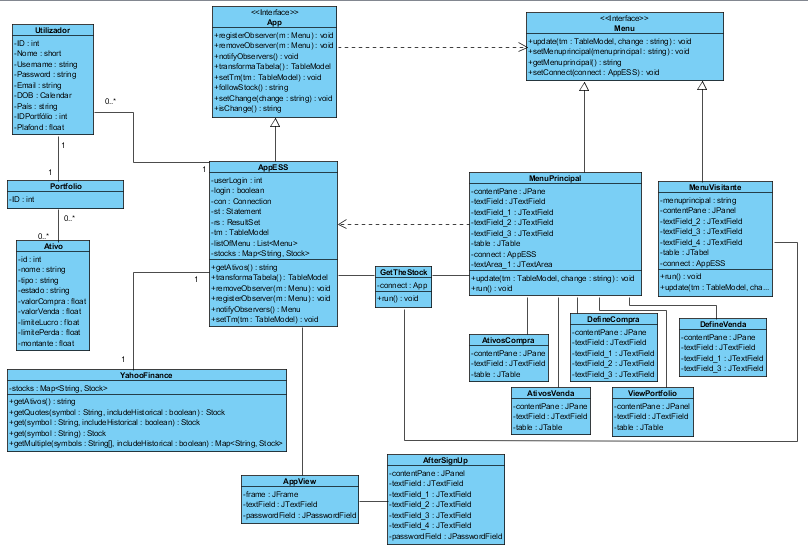 Utilizador
-ID : int
-Nome : short
-Username : string
-Password : string
-Email : string
-DOB : Calendar
-País : string
-IDPortfólio : int
-Plafond : float
<<Interface>>
App
+registerObserver(m : Menu) : void
+removeObserver(m : Menu) : void
+notifyObservers() : void
+transformaTabela() : TableModel
+setTm(tm : TableModel) : void
+followStock() : string
+setChange(change : string) : void
+isChange() : string
<<Interface>>
Menu
+update(tm : TableModel, change : string) : void
+setMenuprincipal(menuprincipal : string) : void
+getMenuprincipal() : string
+setConnect(connect : AppESS) : void
0..*
1
1
1
Portfolio
-ID : int
0..*
0..*
Ativo
-id : int
-nome : string
-tipo : string
-estado : string
-valorCompra : float
-valorVenda : float
-limiteLucro : float
-limitePerda : float
-montante : float
AppESS
-userLogin : int
-login : boolean
-con : Connection
-st : Statement
-rs : ResultSet
-tm : TableModel
-listOfMenu : List<Menu>
-stocks : Map<String, Stock>
+getAtivos() : string
+transformaTabela() : TableModel
+removeObserver(m : Menu) : void
+registerObserver(m : Menu) : void
+notifyObservers() : Menu
+setTm(tm : TableModel) : void
1
1
GetTheStock
-connect : App
+run() : void
MenuPrincipal
-contentPane : JPane
-textField : JTextField
-textField_1 : JTextField
-textField_2 : JTextField
-textField_3 : JTextField
-table : JTable
-connect : AppESS
-textArea_1 : JTextArea
+update(tm : TableModel, change : string) : void
+run() : void
MenuVisitante
-menuprincipal : string
-contentPane : JPanel
-textField_2 : JTextField
-textField_3 : JTextField
-textField_4 : JTextField
-table : JTabel
-connect : AppESS
+run() : void
+update(tm : TableModel, cha...
YahooFinance
-stocks : Map<String, Stock>
+getAtivos() : string
+getQuotes(symbol : String, includeHistorical : boolean) : Stock
+get(symbol : String, includeHistorical : boolean) : Stock
+get(symbol : String) : Stock
+getMultiple(symbols : String[], includeHistorical : boolean) : Map<String, Stock>
AtivosCompra
-contentPane : JPane
-textField : JTextField
-table : JTable
DefineCompra
-contentPane : JPane
-textField : JTextField
-textField_1 : JTextField
-textField_2 : JTextField
-textField_3 : JTextField
DefineVenda
-contentPane : JPane
-textField : JTextField
-textField_1 : JTextField
-textField_3 : JTextField
AtivosVenda
-contentPane : JPane
-textField : JTextField
-table : JTable
ViewPortfolio
-contentPane : JPane
-textField : JTextField
-table : JTable
AppView
-frame : JFrame
-textField : JTextField
-passwordField : JPasswordField
AfterSignUp
-contentPane : JPanel
-textField : JTextField
-textField_1 : JTextField
-textField_2 : JTextField
-textField_3 : JTextField
-textField_4 : JTextField
-passwordField : JPasswordField